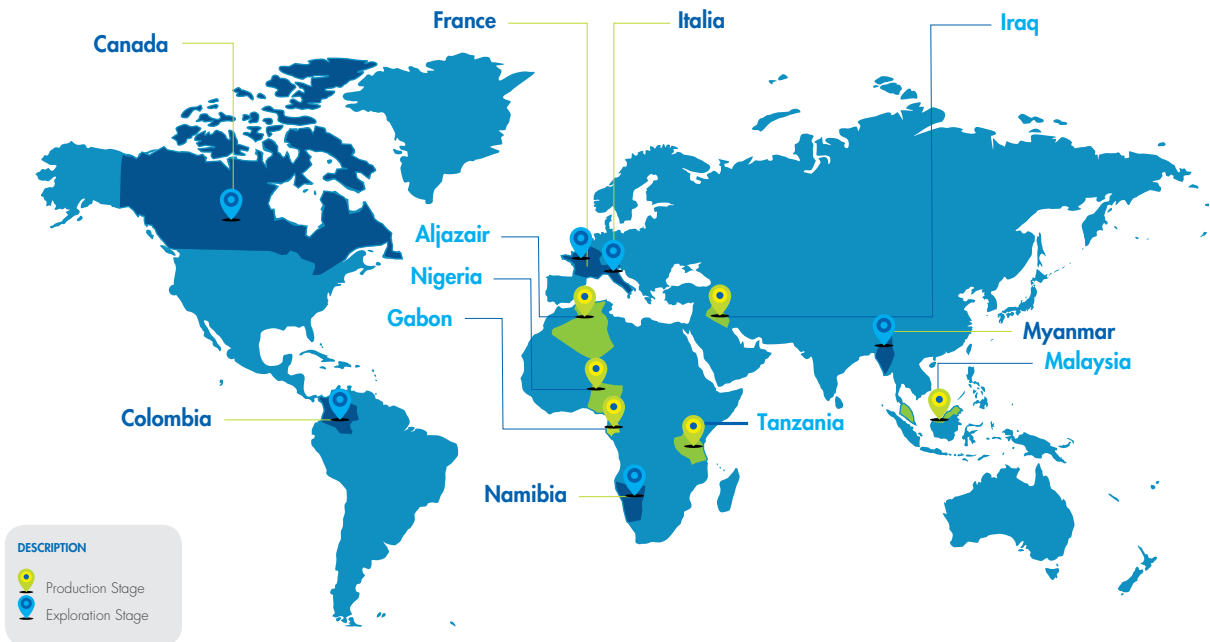 France
Italia
Iraq
Canada
Aljazair
Nigeria
Gabon
Myanmar
Malaysia
Colombia
Tanzania
Namibia
DESCRIPTION
Production Stage
Exploration Stage